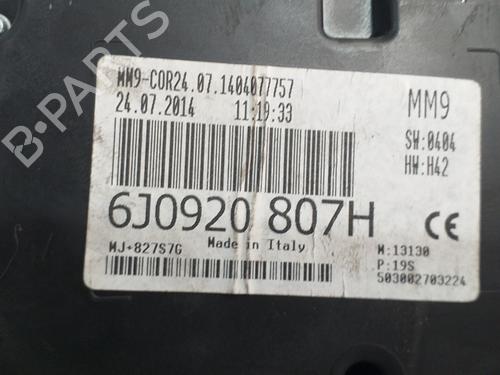 B-PARTS
MM9-COR24.07.1404077757
24.07.2014 11:19:33
MM9
SW:0404
HW:H42
6J0920 807H
CE
MJ+827S7G Made in Italy
M:13130
P:19S
503002703224